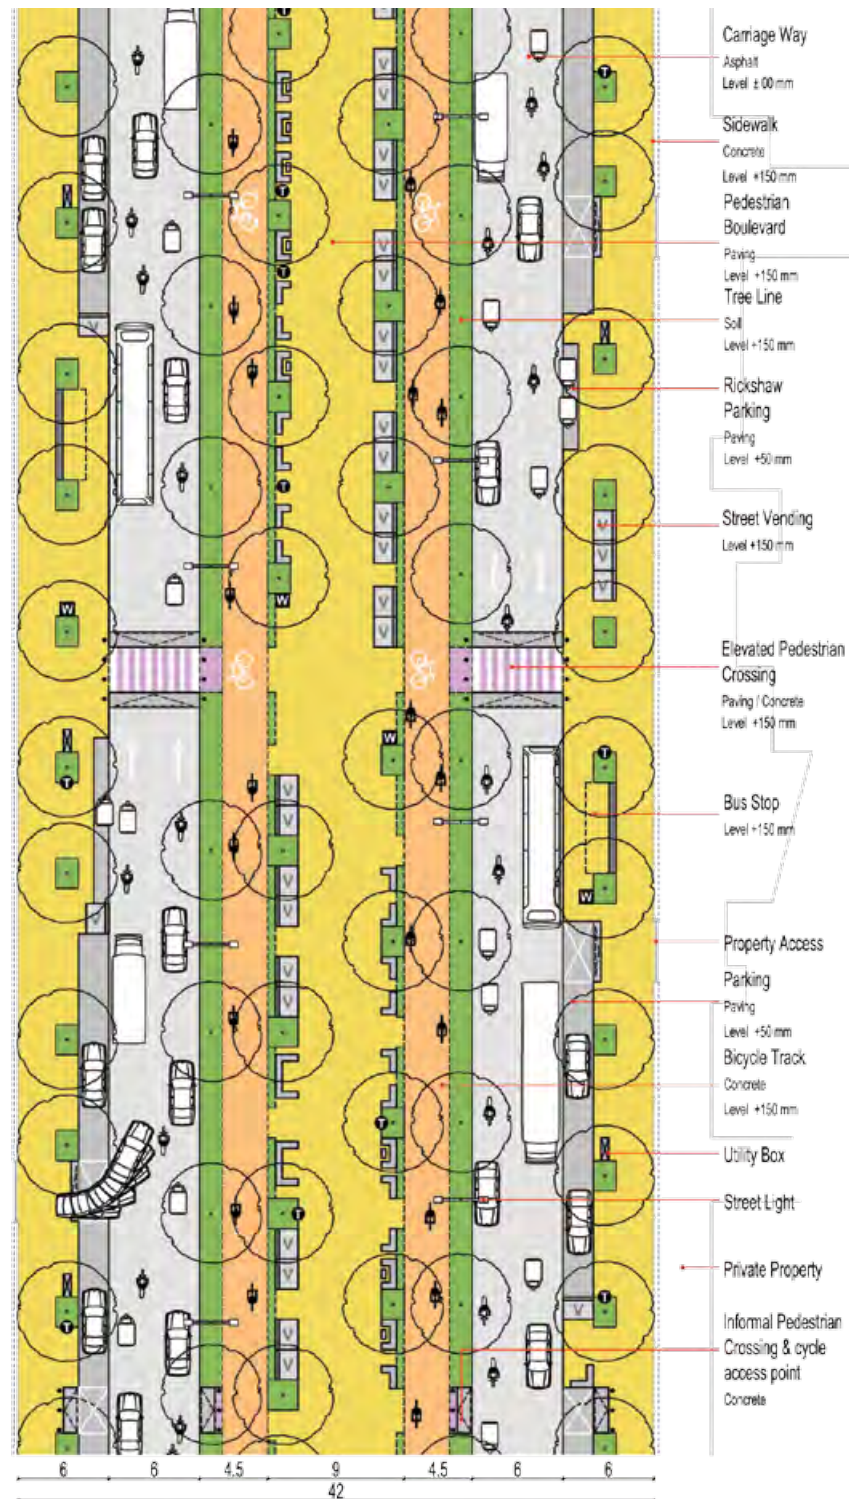 Carriage Way
Asphalt
Level ± 00 mm
Sidewalk
Concrete
Level +150 mm
Pedestrian
Boulevard
Paving
Level +150 mm
Tree Line
Soil
Level +150 mm
Rickshaw
Parking
Paving
Level +50 mm
Street Vending
Level +150 mm
Elevated Pedestrian
Crossing
Paving / Concrete
Level +150 mm
Bus Stop
Level +150 mm
Property Access
Parking
Paving
Level +50 mm
Bicycle Track
Concrete
Level +150 mm
Utility Box
Street Light
Private Property
Informal Pedestrian
Crossing & cycle
access point
Concrete
6 6 4.5 9 4.5 6 6
42